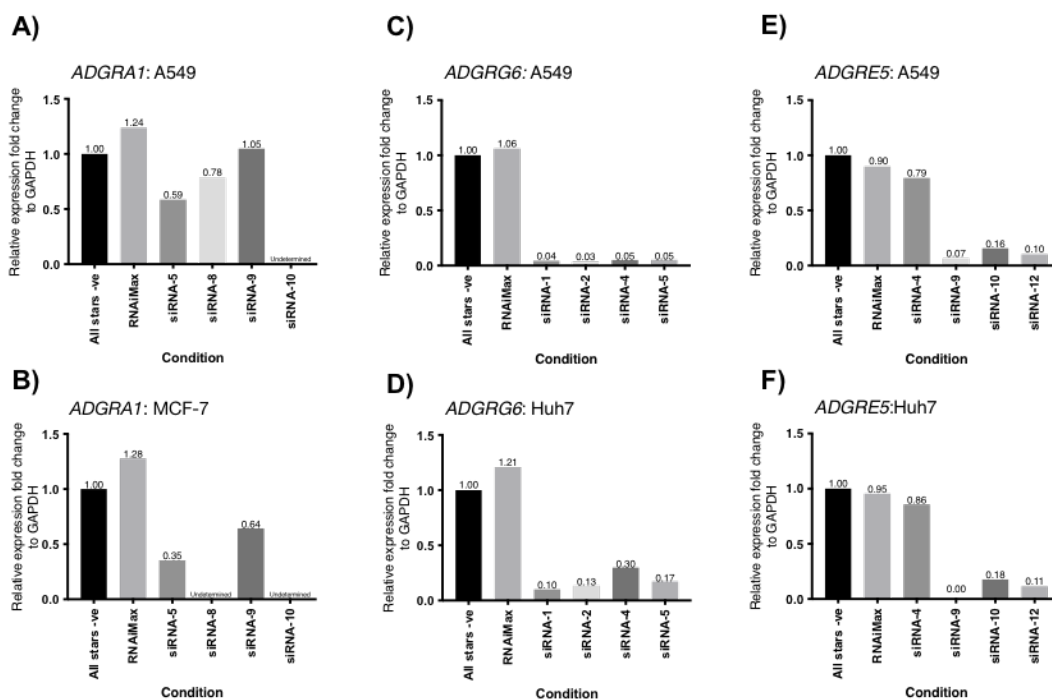 A)
ADGRA1: A549
Relative expression fold change
to GAPDH
1.5
1.0
0.5
0.0
1.00
1.24
0.59
0.78
1.05
Undetermined
All stars -ve
RNAiMax
siRNA-5
siRNA-8
siRNA-9
siRNA-10
Condition
B)
ADGRA1: MCF-7
Relative expression fold change
to GAPDH
1.5
1.0
0.5
0.0
1.00
1.28
0.35
Undetermined
0.64
Undetermined
All stars -ve
RNAiMax
siRNA-5
siRNA-8
siRNA-9
siRNA-10
Condition
C)
ADGRG6: A549
Relative expression fold change
to GAPDH
1.5
1.0
0.5
0.0
1.00
1.06
0.04
0.03
0.05
0.05
All stars -ve
RNAiMax
siRNA-1
siRNA-2
siRNA-4
siRNA-5
Condition
D)
ADGRG6: Huh7
Relative expression fold change
to GAPDH
1.5
1.0
0.5
0.0
1.00
1.21
0.10
0.13
0.30
0.17
All stars -ve
RNAiMax
siRNA-1
siRNA-2
siRNA-4
siRNA-5
Condition
E)
ADGRE5: A549
Relative expression fold change
to GAPDH
1.5
1.0
0.5
0.0
1.00
0.90
0.79
0.07
0.16
0.10
All stars -ve
RNAiMax
siRNA-4
siRNA-9
siRNA-10
siRNA-12
Condition
F)
ADGRE5:Huh7
Relative expression fold change
to GAPDH
1.5
1.0
0.5
0.0
1.00
0.95
0.86
0.00
0.18
0.11
All stars -ve
RNAiMax
siRNA-4
siRNA-9
siRNA-10
siRNA-12
Condition